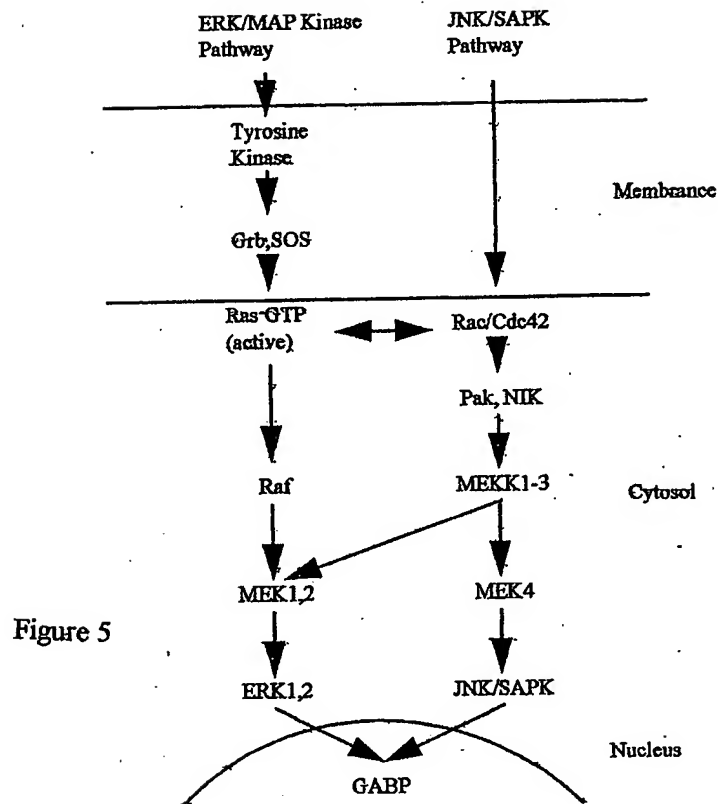 ERK/MAP Kinase
Pathway
JNK/SAPK
Pathway
Tyrosine
Kinase
Membrance
Grb,SOS
Ras-GTP
(active)
Rac/Cdc42
Pak, NIK
Raf
MEKK1-3
Cytosol
MEK1,2
MEK4
Figure 5
ERK1,2
JNK/SAPK
Nucleus
GABP